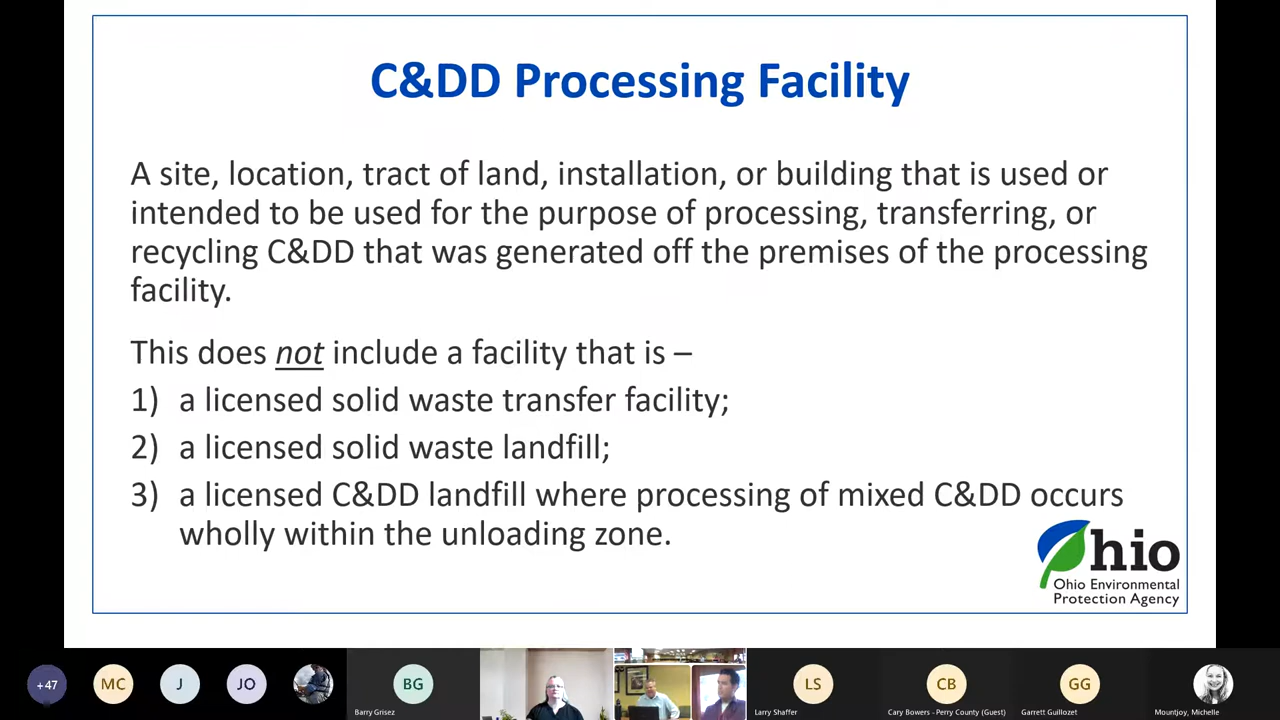 C&DD Processing Facility
A site, location, tract of land, installation, or building that is used or
intended to be used for the purpose of processing, transferring, or
recycling C&DD that was generated off the premises of the processing
facility.
This does not include a facility that is –
1) a licensed solid waste transfer facility;
2) a licensed solid waste landfill;
3) a licensed C&DD landfill where processing of mixed C&DD occurs
wholly within the unloading zone.
Ohio
Ohio Environmental
Protection Agency
+47
MC
J
JO
BG
Barry Grisez
LS
Larry Shaffer
CB
Cary Bowers - Perry County (Guest)
GG
Garrett Guillozet
Mountjoy, Michelle